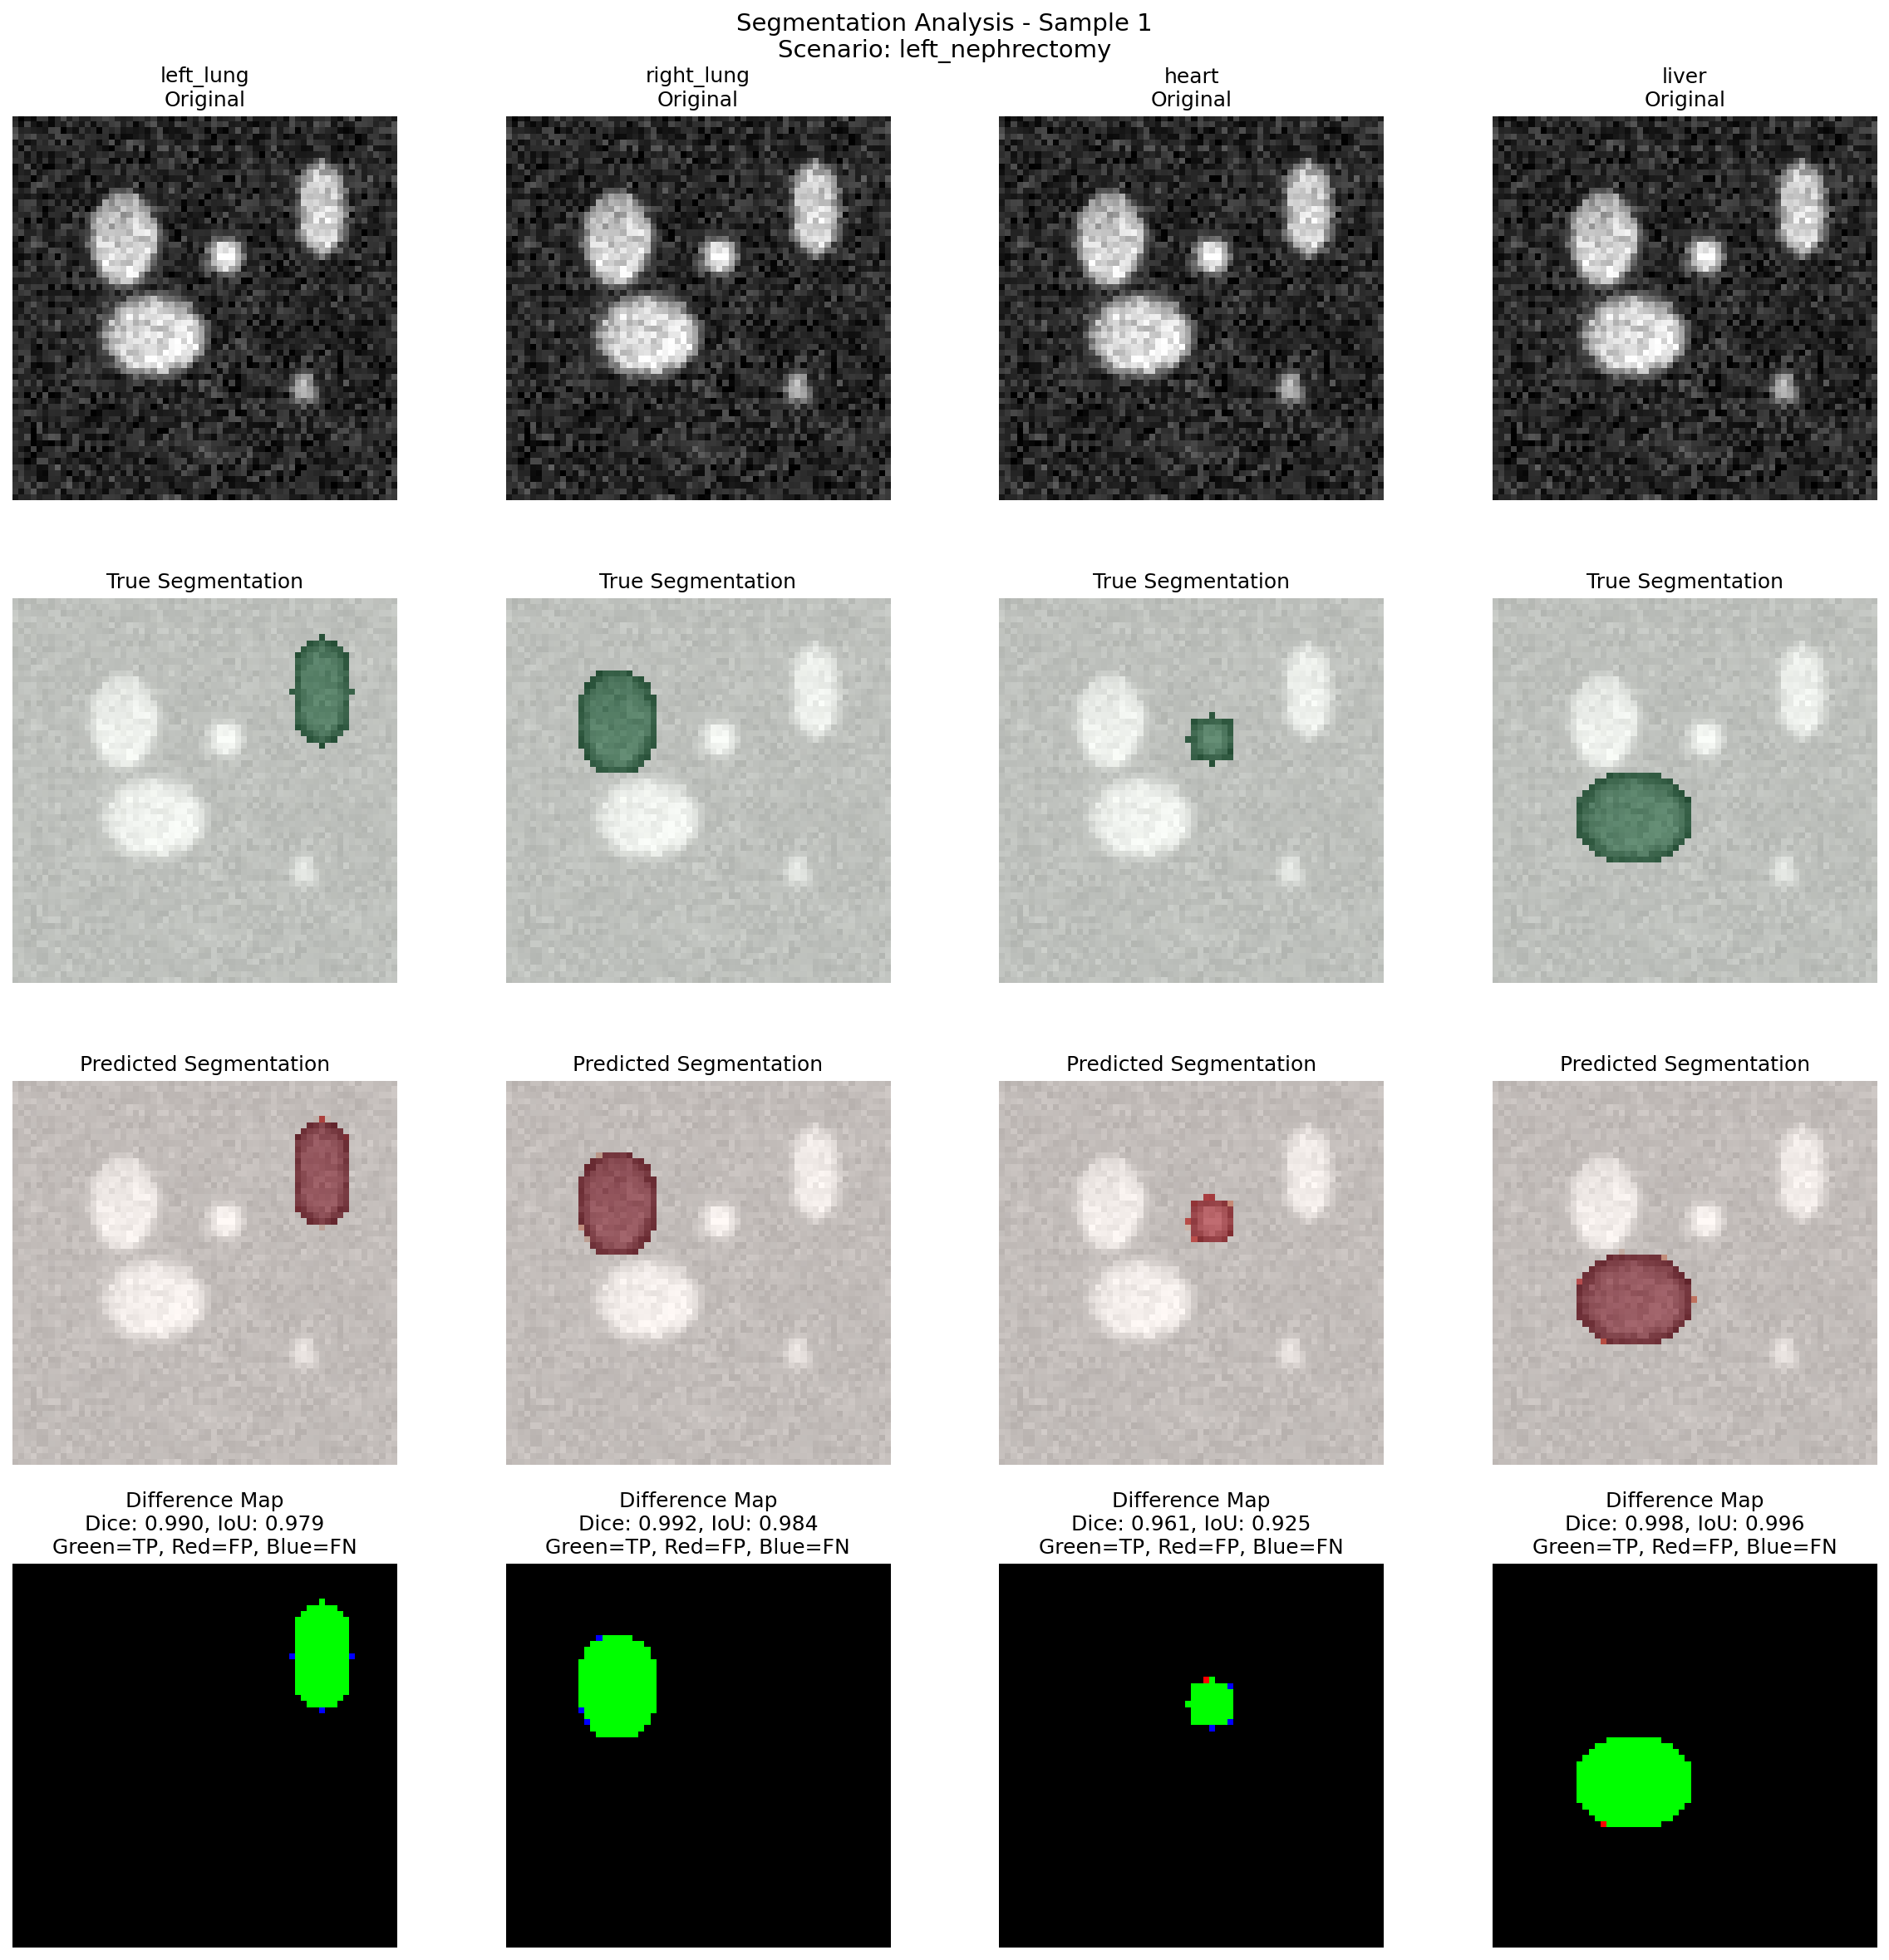 Segmentation Analysis - Sample 1
Scenario: left_nephrectomy
left_lung
Original
right_lung
Original
heart
Original
liver
Original
True Segmentation
True Segmentation
True Segmentation
True Segmentation
Predicted Segmentation
Predicted Segmentation
Predicted Segmentation
Predicted Segmentation
Difference Map
Dice: 0.990, IoU: 0.979
Green=TP, Red=FP, Blue=FN
Difference Map
Dice: 0.992, IoU: 0.984
Green=TP, Red=FP, Blue=FN
Difference Map
Dice: 0.961, IoU: 0.925
Green=TP, Red=FP, Blue=FN
Difference Map
Dice: 0.998, IoU: 0.996
Green=TP, Red=FP, Blue=FN